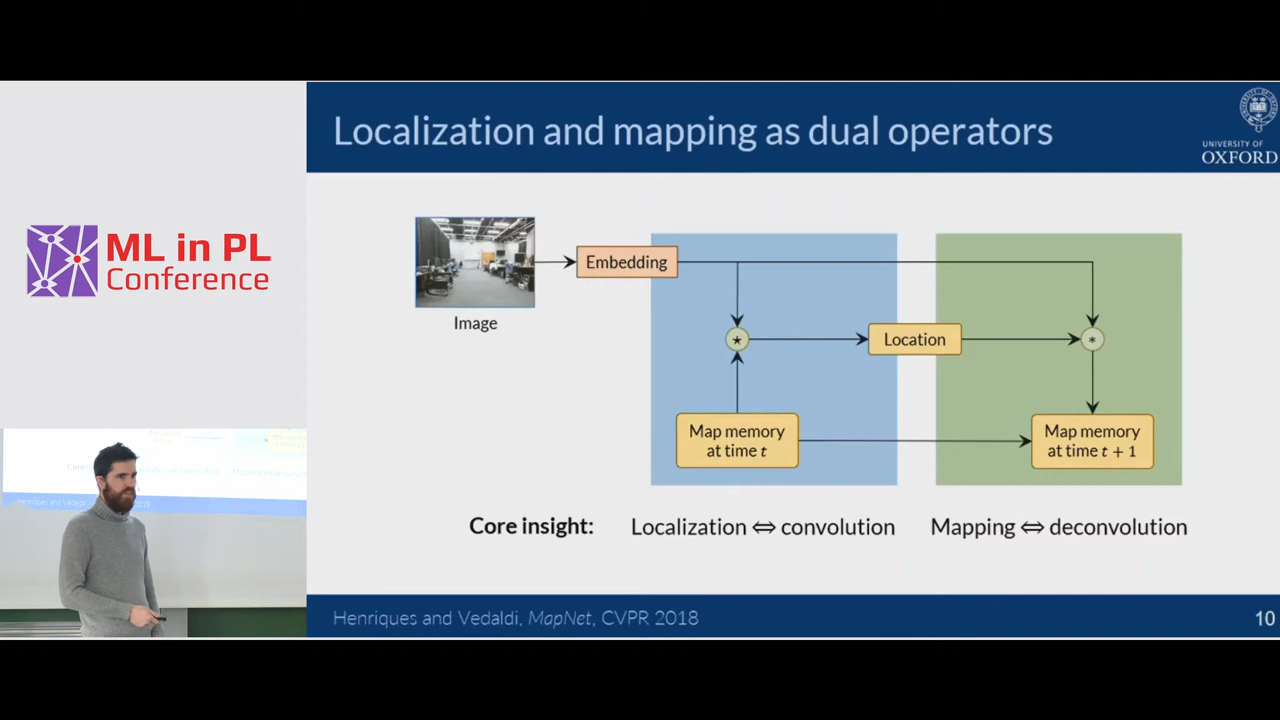 Localization and mapping as dual operators
UNIVERSITY OF
OXFORD
ML in PL
Conference
Image
Embedding
★
Location
*
Map memory
at time t
Map memory
at time t + 1
Core insight: Localization ⇔ convolution Mapping ⇔ deconvolution
Henriques and Vedaldi, MapNet, CVPR 2018
10